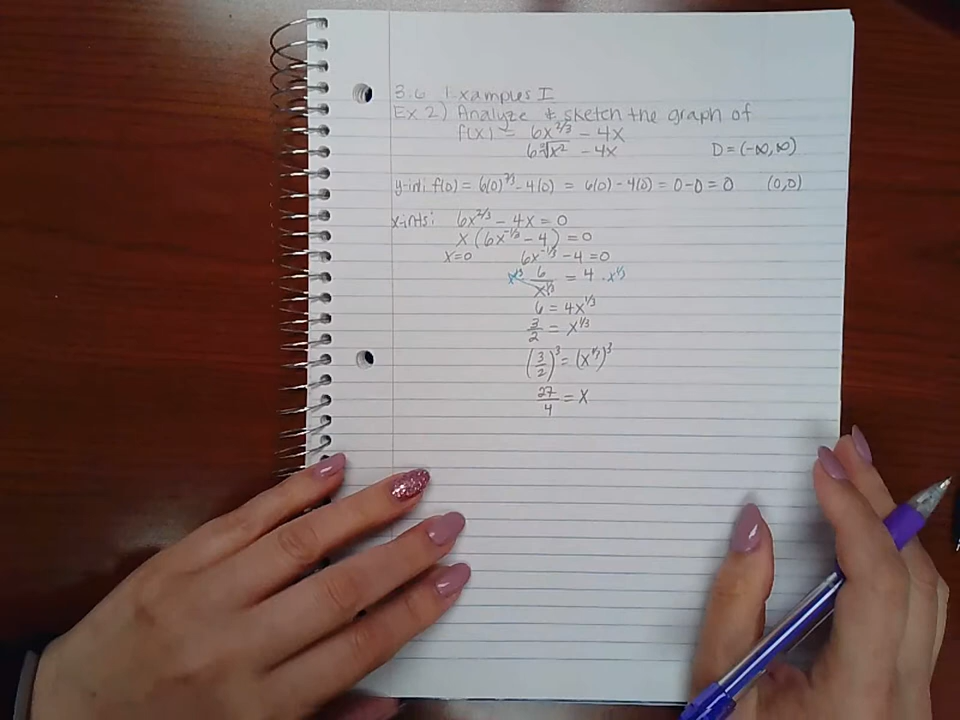 3.6 Examples I
Ex 2) Analyze & sketch the graph of
f(x) = 6x^(2/3) - 4x
6∛x² - 4x D = (-∞,∞)
y-int: f(0) = 6(0)^(2/3) - 4(0) = 6(0) - 4(0) = 0 - 0 = 0 (0,0)
x-ints: 6x^(2/3) - 4x = 0
x(6x^(-1/3) - 4) = 0
x=0 6x^(-1/3) - 4 = 0
x^(1/3) · 6/x^(1/3) = 4 · x^(1/3)
6 = 4x^(1/3)
3/2 = x^(1/3)
(3/2)^3 = (x^(1/3))^3
27/4 = x